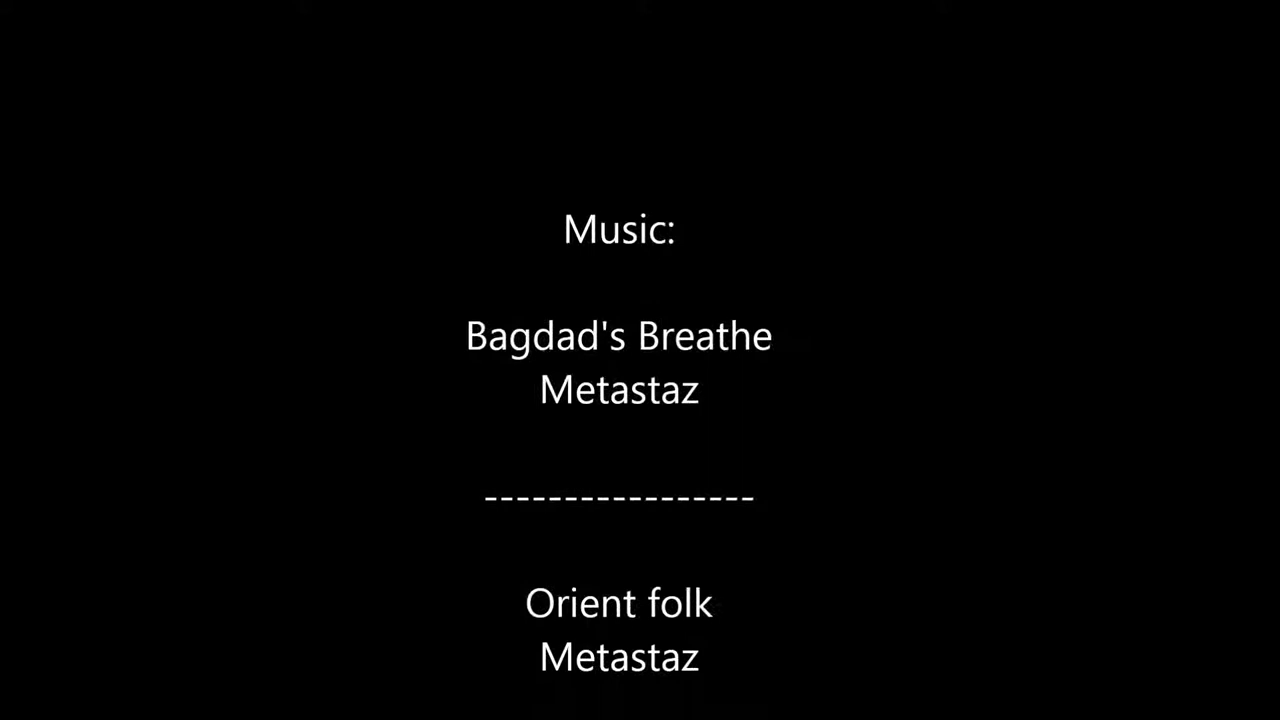 Music:
Bagdad's Breathe
Metastaz
-----------------
Orient folk
Metastaz